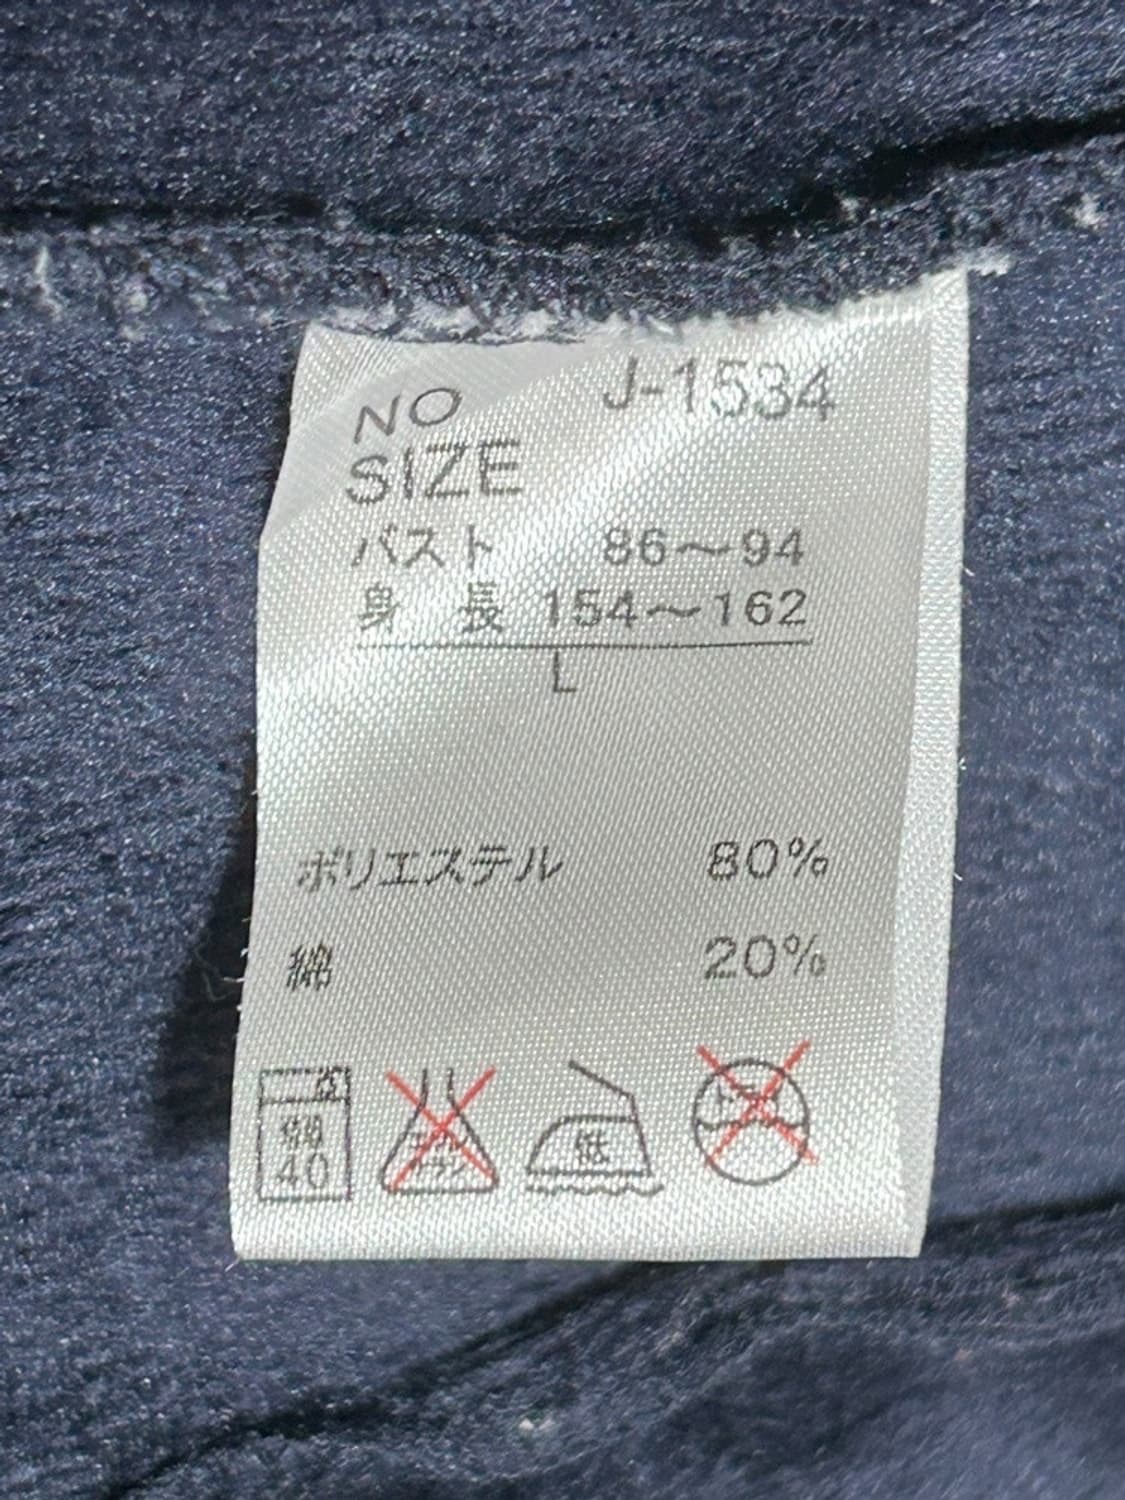 NO J-1534
SIZE
バスト 86～94
身長 154～162
L
ポリエステル 80%
綿 20%
弱
40
低
ドライ